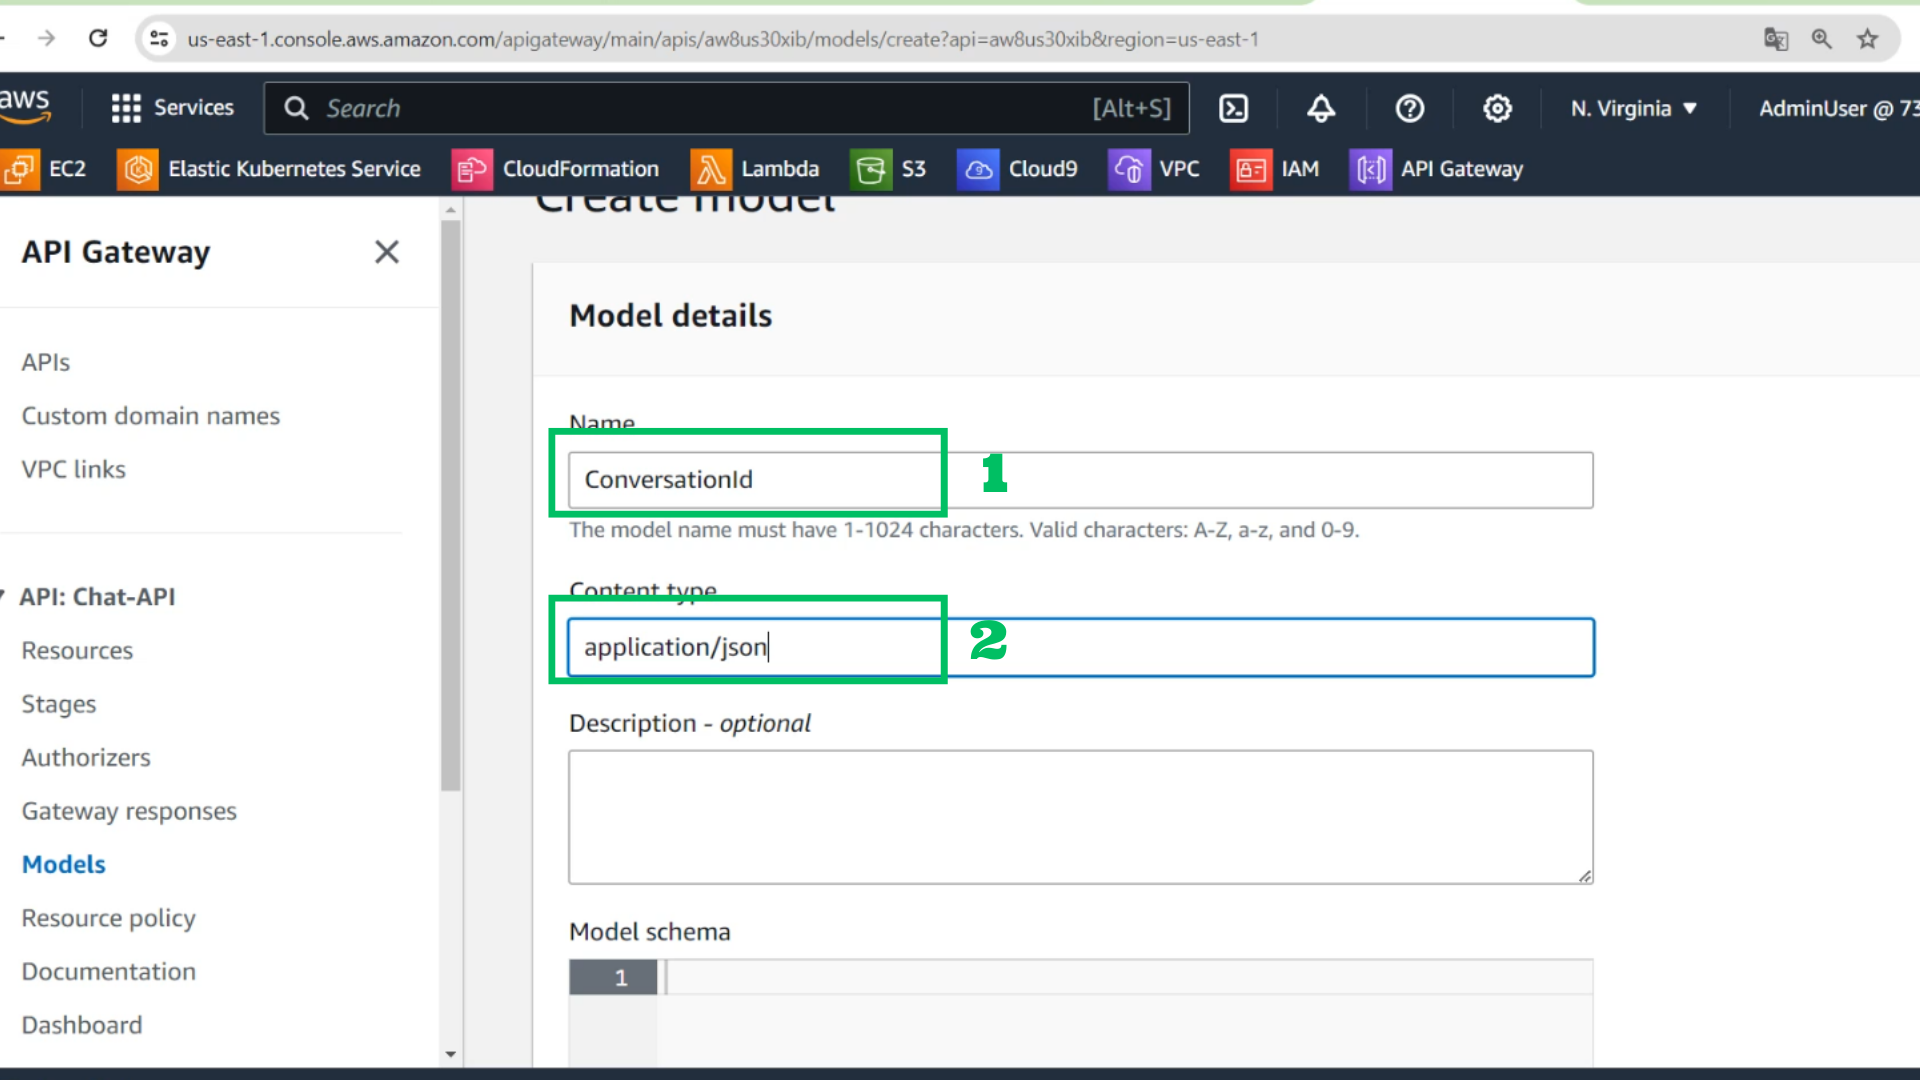 us-east-1.console.aws.amazon.com/apigateway/main/apis/aw8us30xib/models/create?api=aw8us30xib&region=us-east-1
aws
Services
Search
[Alt+S]
N. Virginia
AdminUser @ 73
EC2
Elastic Kubernetes Service
CloudFormation
Lambda
S3
Cloud9
VPC
IAM
API Gateway
API Gateway
APIs
Custom domain names
VPC links
API: Chat-API
Resources
Stages
Authorizers
Gateway responses
Models
Resource policy
Documentation
Dashboard
Create model
Model details
Name
ConversationId
1
The model name must have 1-1024 characters. Valid characters: A-Z, a-z, and 0-9.
Content type
application/json
2
Description - optional
Model schema
1